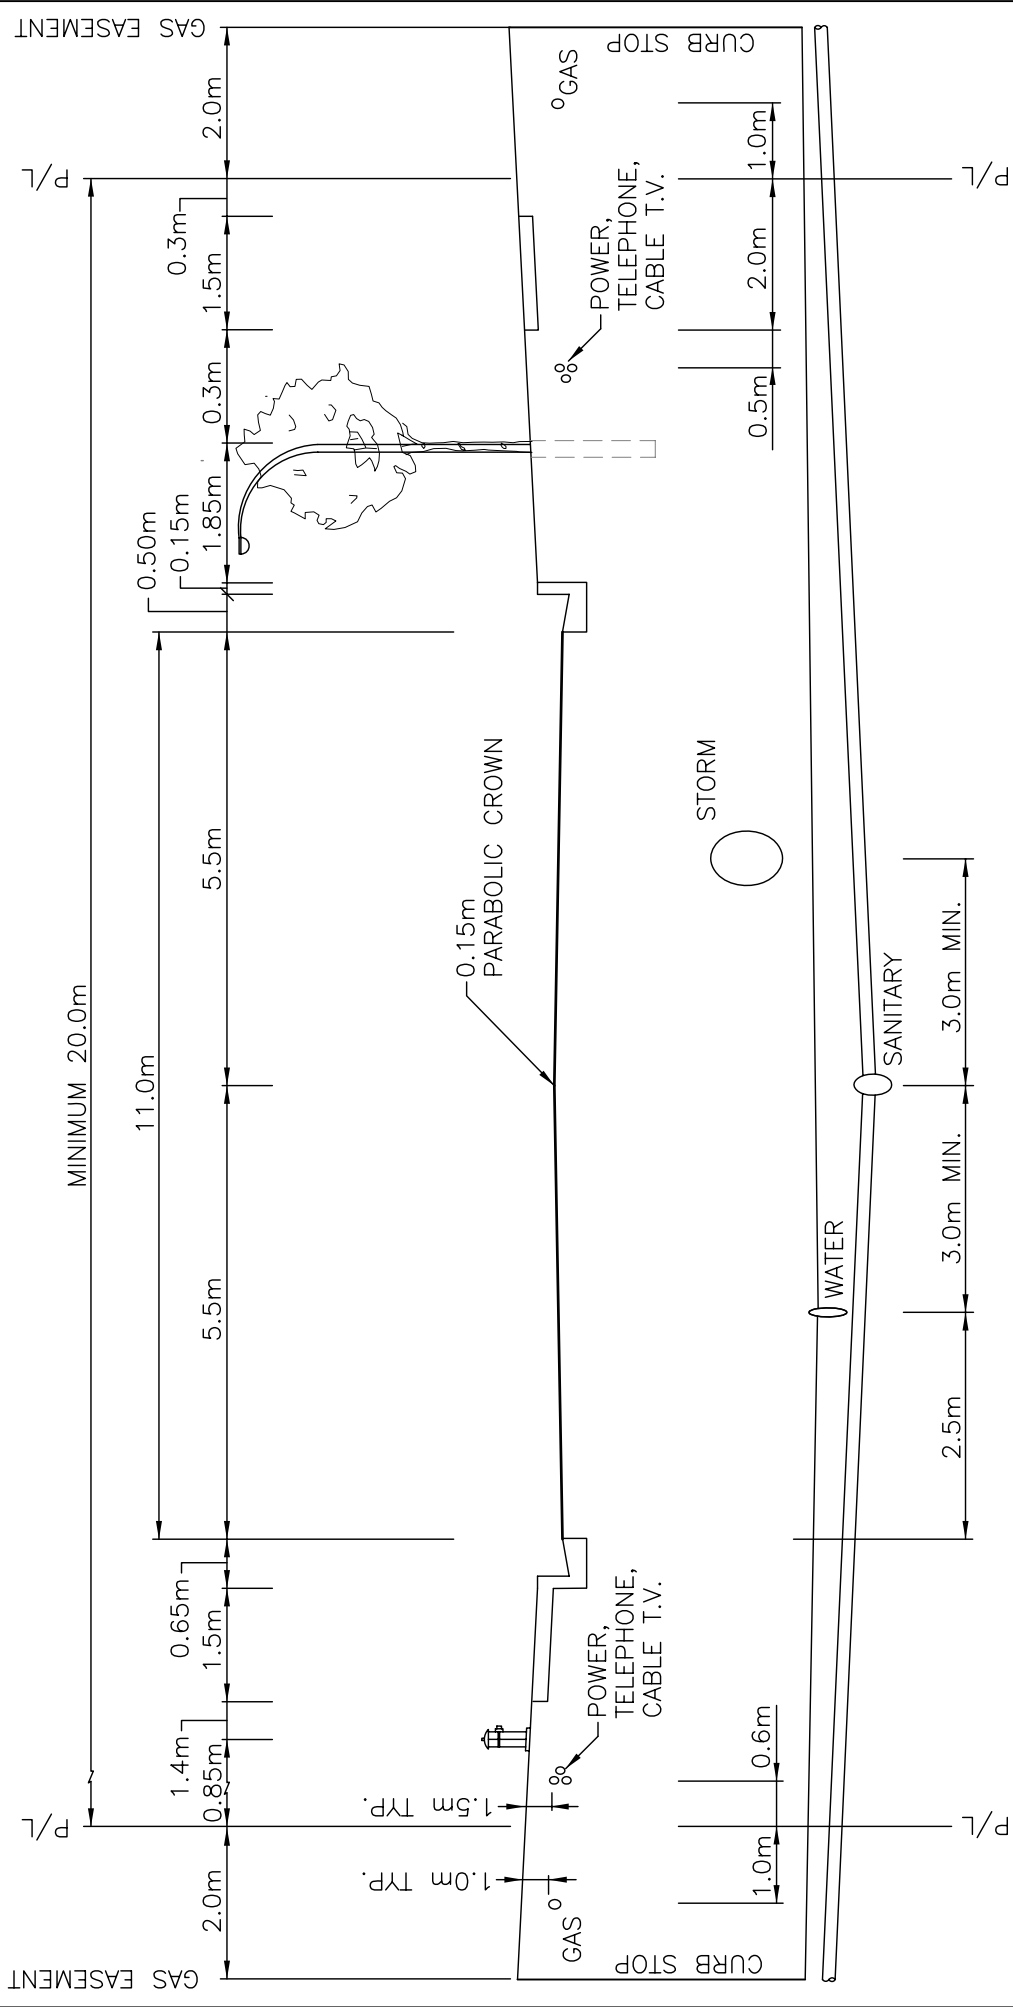 GAS EASEMENT
2.0m
P/L
1.4m
0.85m
0.65m
1.5m
MINIMUM 20.0m
11.0m
5.5m
5.5m
0.50m
0.15m
1.85m
0.3m
1.5m
0.3m
P/L
2.0m
GAS EASEMENT
0.15m
PARABOLIC CROWN
1.0m TYP.
1.5m TYP.
GAS
POWER,
TELEPHONE,
CABLE T.V.
POWER,
TELEPHONE,
CABLE T.V.
GAS
CURB STOP
STORM
CURB STOP
WATER
SANITARY
P/L
1.0m
0.6m
2.5m
3.0m MIN.
3.0m MIN.
0.5m
2.0m
1.0m
P/L